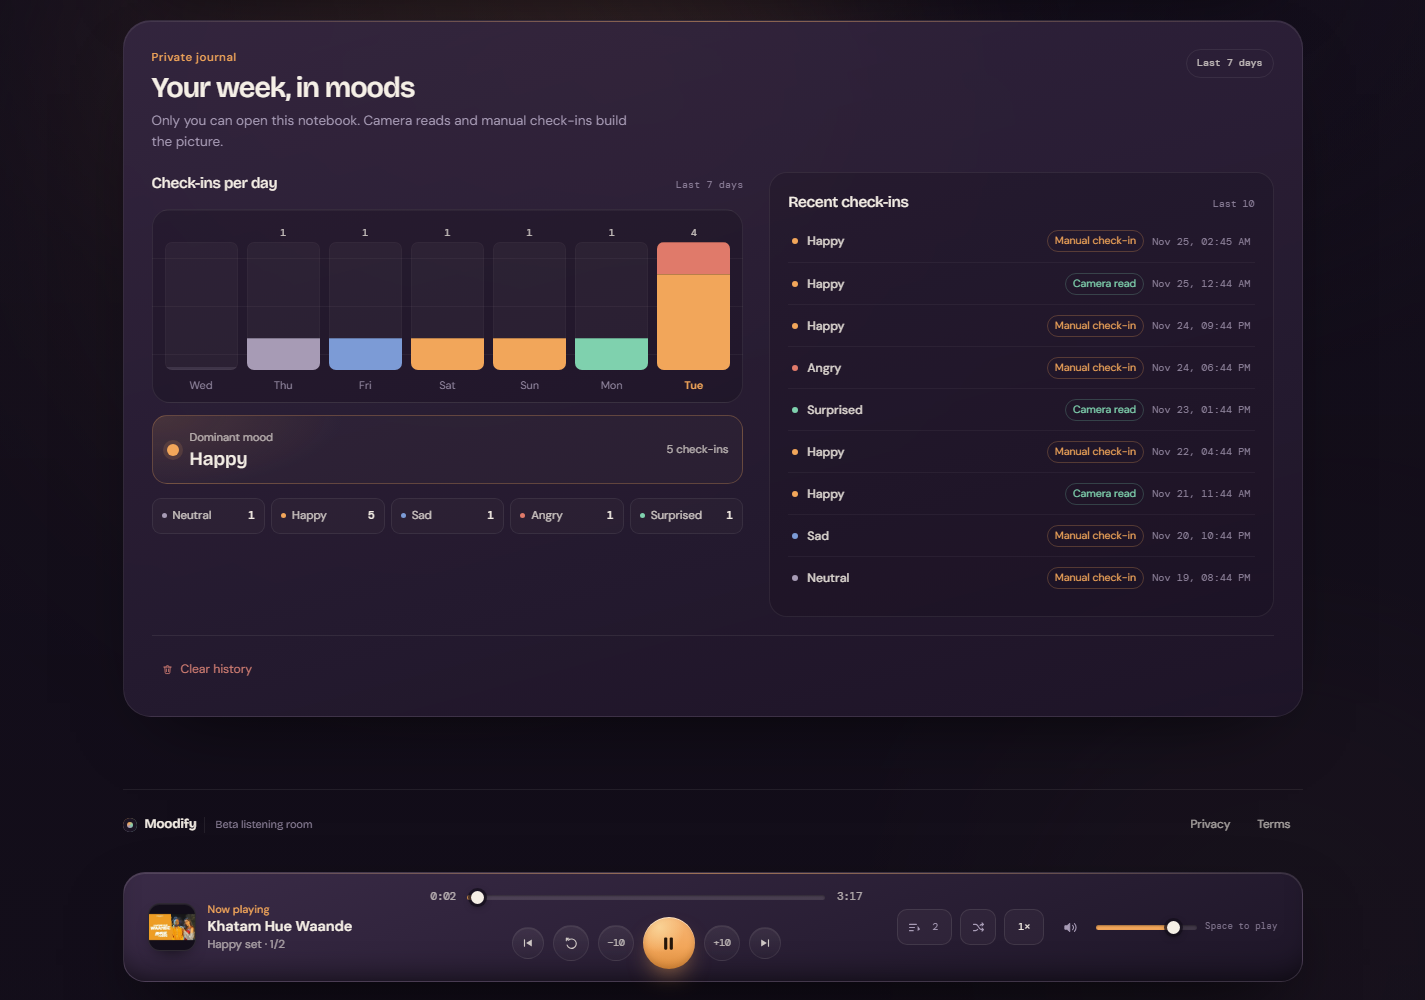 Private journal
Your week, in moods
Last 7 days
Only you can open this notebook. Camera reads and manual check-ins build
the picture.
Check-ins per day
Last 7 days
1 1 1 1 1 4
Wed Thu Fri Sat Sun Mon Tue
Dominant mood
Happy
5 check-ins
Neutral 1 Happy 5 Sad 1 Angry 1 Surprised 1
Recent check-ins
Last 10
Happy Manual check-in Nov 25, 02:45 AM
Happy Camera read Nov 25, 12:44 AM
Happy Manual check-in Nov 24, 09:44 PM
Angry Manual check-in Nov 24, 06:44 PM
Surprised Camera read Nov 23, 01:44 PM
Happy Manual check-in Nov 22, 04:44 PM
Happy Camera read Nov 21, 11:44 AM
Sad Manual check-in Nov 20, 10:44 PM
Neutral Manual check-in Nov 19, 08:44 PM
Clear history
Moodify
Beta listening room
Privacy Terms
Now playing
Khatam Hue Waande
Happy set · 1/2
0:02 3:17
-10 +10
2 1× Space to play